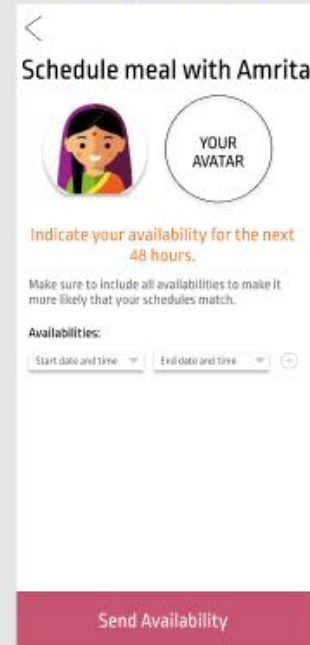 Schedule meal with Amrita
YOUR
AVATAR
Indicate your availability for the next
48 hours.
Make sure to include all availabilities to make it
more likely that your schedules match.
Availabilities:
Start date and time End date and time
Send Availability